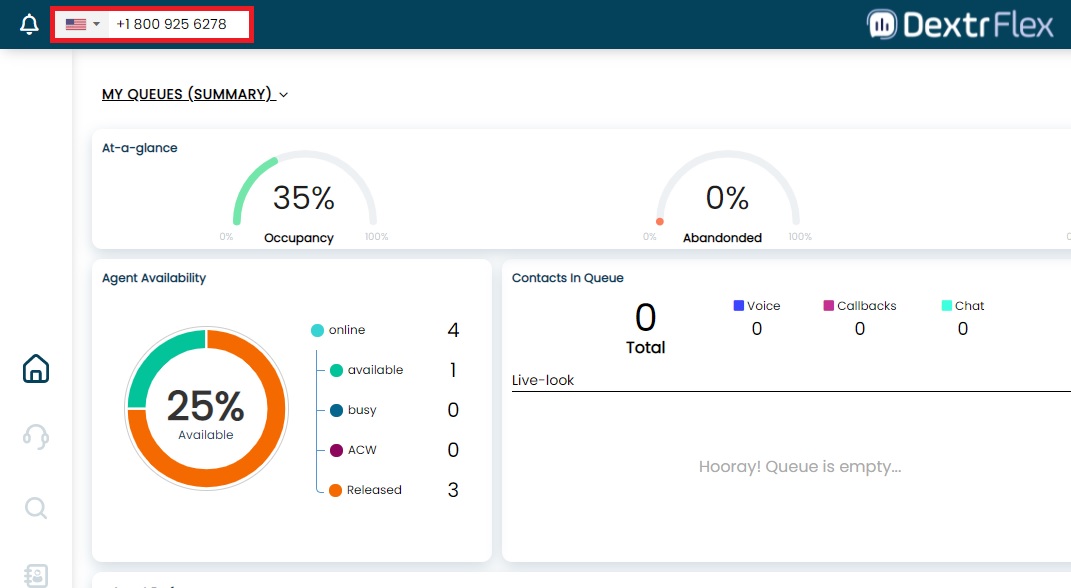 +1 800 925 6278
DextrFlex
MY QUEUES (SUMMARY)
At-a-glance
35%
0%
Occupancy
100%
0%
0%
Abandonded
100%
Agent Availability
25%
Available
online 4
available 1
busy 0
ACW 0
Released 3
Contacts In Queue
0
Total
Voice
0
Callbacks
0
Chat
0
Live-look
Hooray! Queue is empty...